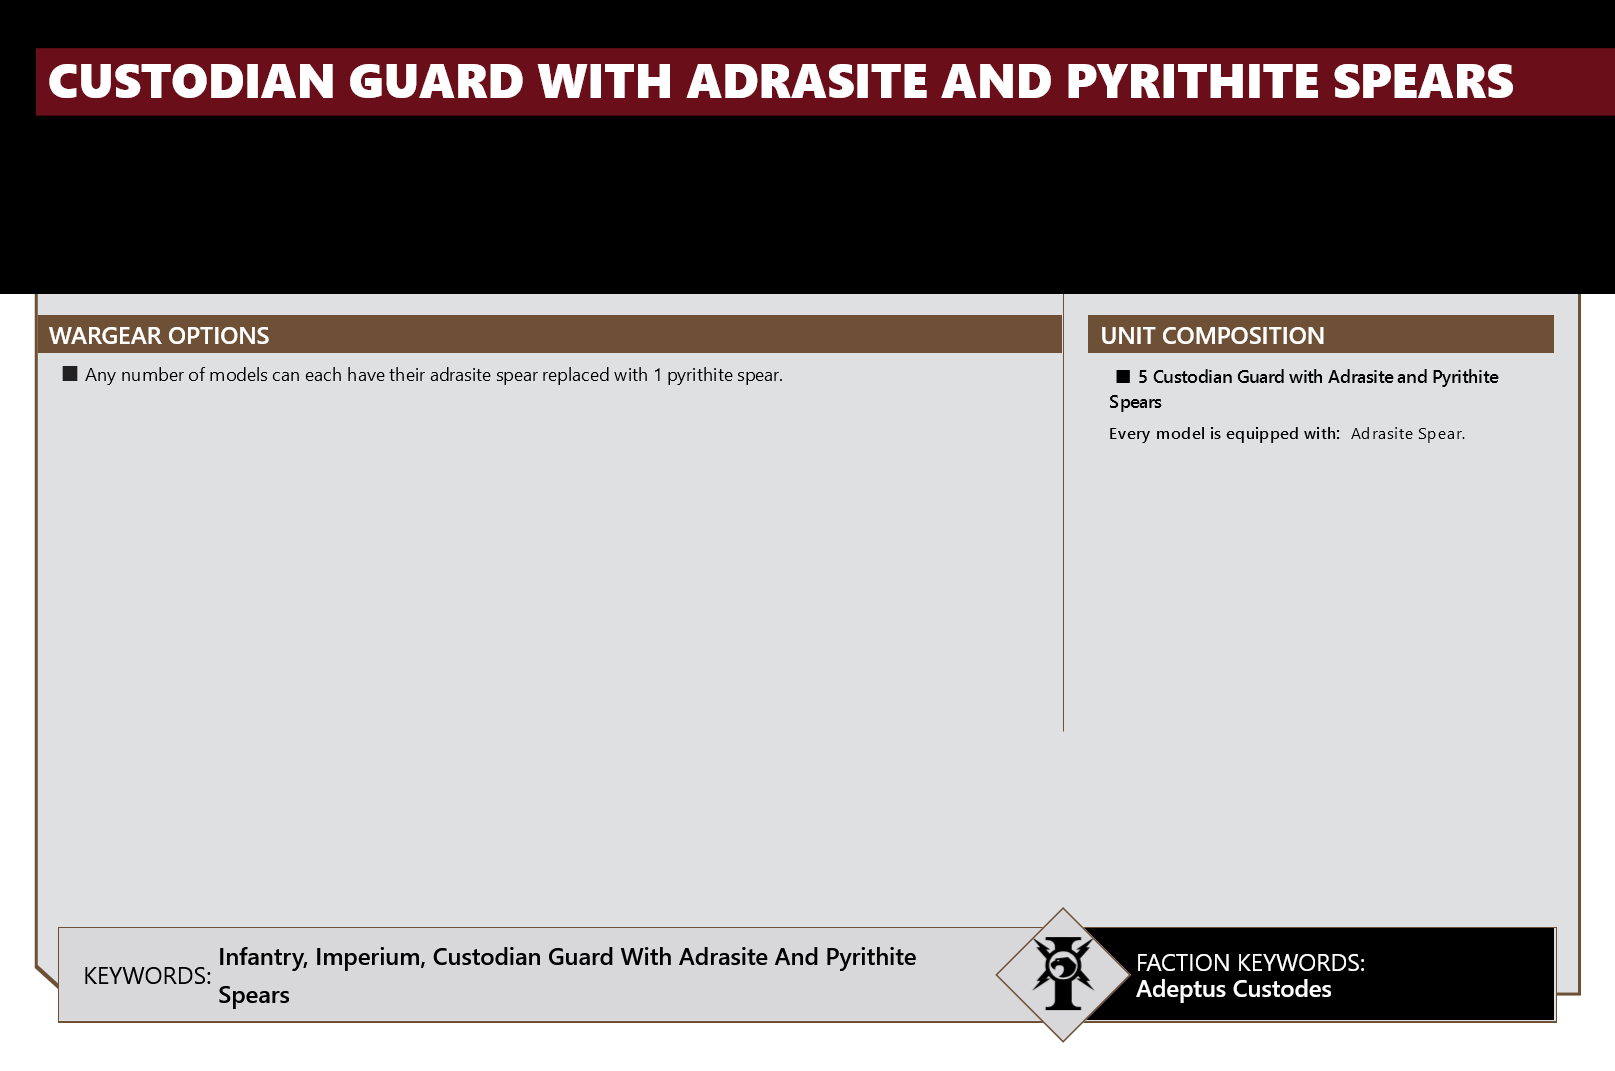 CUSTODIAN GUARD WITH ADRASITE AND PYRITHITE SPEARS
WARGEAR OPTIONS
■ Any number of models can each have their adrasite spear replaced with 1 pyrithite spear.
UNIT COMPOSITION
■ 5 Custodian Guard with Adrasite and Pyrithite
Spears
Every model is equipped with: Adrasite Spear.
KEYWORDS: Infantry, Imperium, Custodian Guard With Adrasite And Pyrithite
Spears
FACTION KEYWORDS:
Adeptus Custodes